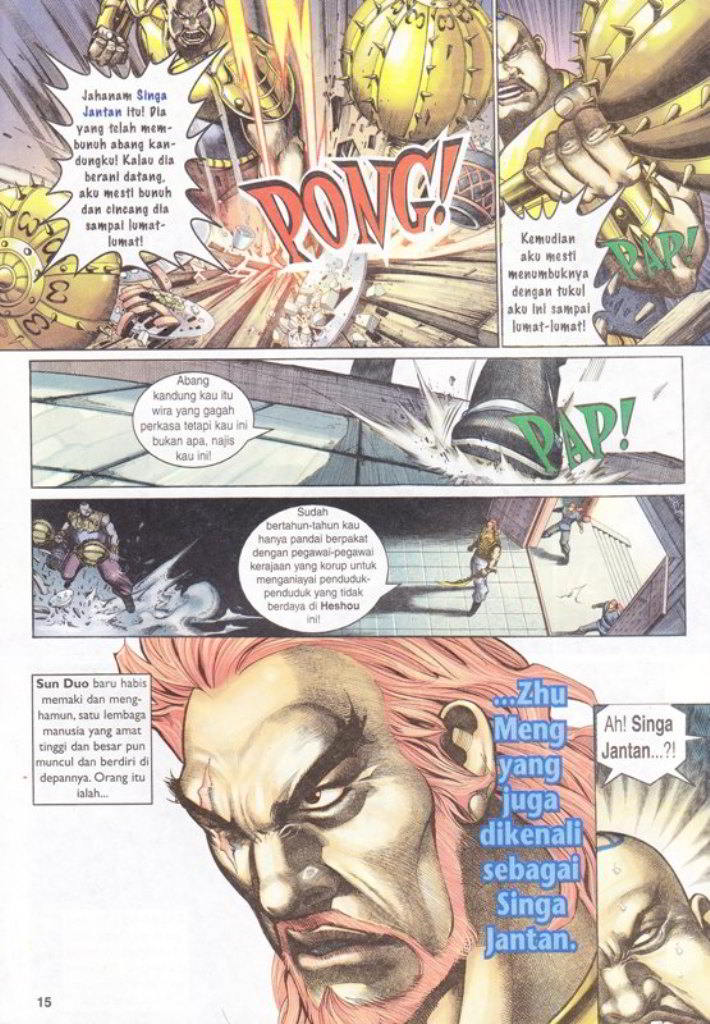 Jahanam Singa
Jantan itu! Dia
yang telah mem-
bunuh abang kan-
dungku! Kalau dia
berani datang,
aku mesti bunuh
dan cincang dia
sampai lumat-
lumat!
PONG!
Kemudian
aku mesti
menumbuknya
dengan tukul
aku ini sampai
lumat-lumat!
PAP!
Abang
kandung kau itu
wira yang gagah
perkasa tetapi kau ini
bukan apa, najis
kau ini!
PAP!
Sudah
bertahun-tahun kau
hanya pandai berpakat
dengan pegawai-pegawai
kerajaan yang korup untuk
menganiayai penduduk-
penduduk yang tidak
berdaya di Heshou
ini!
Sun Duo baru habis
memaki dan meng-
hamun, satu lembaga
manusia yang amat
tinggi dan besar pun
muncul dan berdiri di
depannya. Orang itu
ialah...
...Zhu
Meng
yang
juga
dikenali
sebagai
Singa
Jantan.
Ah! Singa
Jantan...?!
15